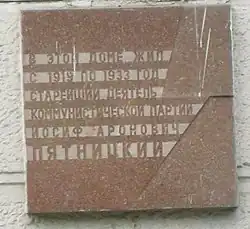 В ЭТОМ ДОМЕ ЖИЛ
С 1919 ПО 1933 ГОД
СТАРЕЙШИЙ ДЕЯТЕЛЬ
КОММУНИСТИЧЕСКОЙ ПАРТИИ
ИОСИФ АРОНОВИЧ
ПЯТНИЦКИЙ